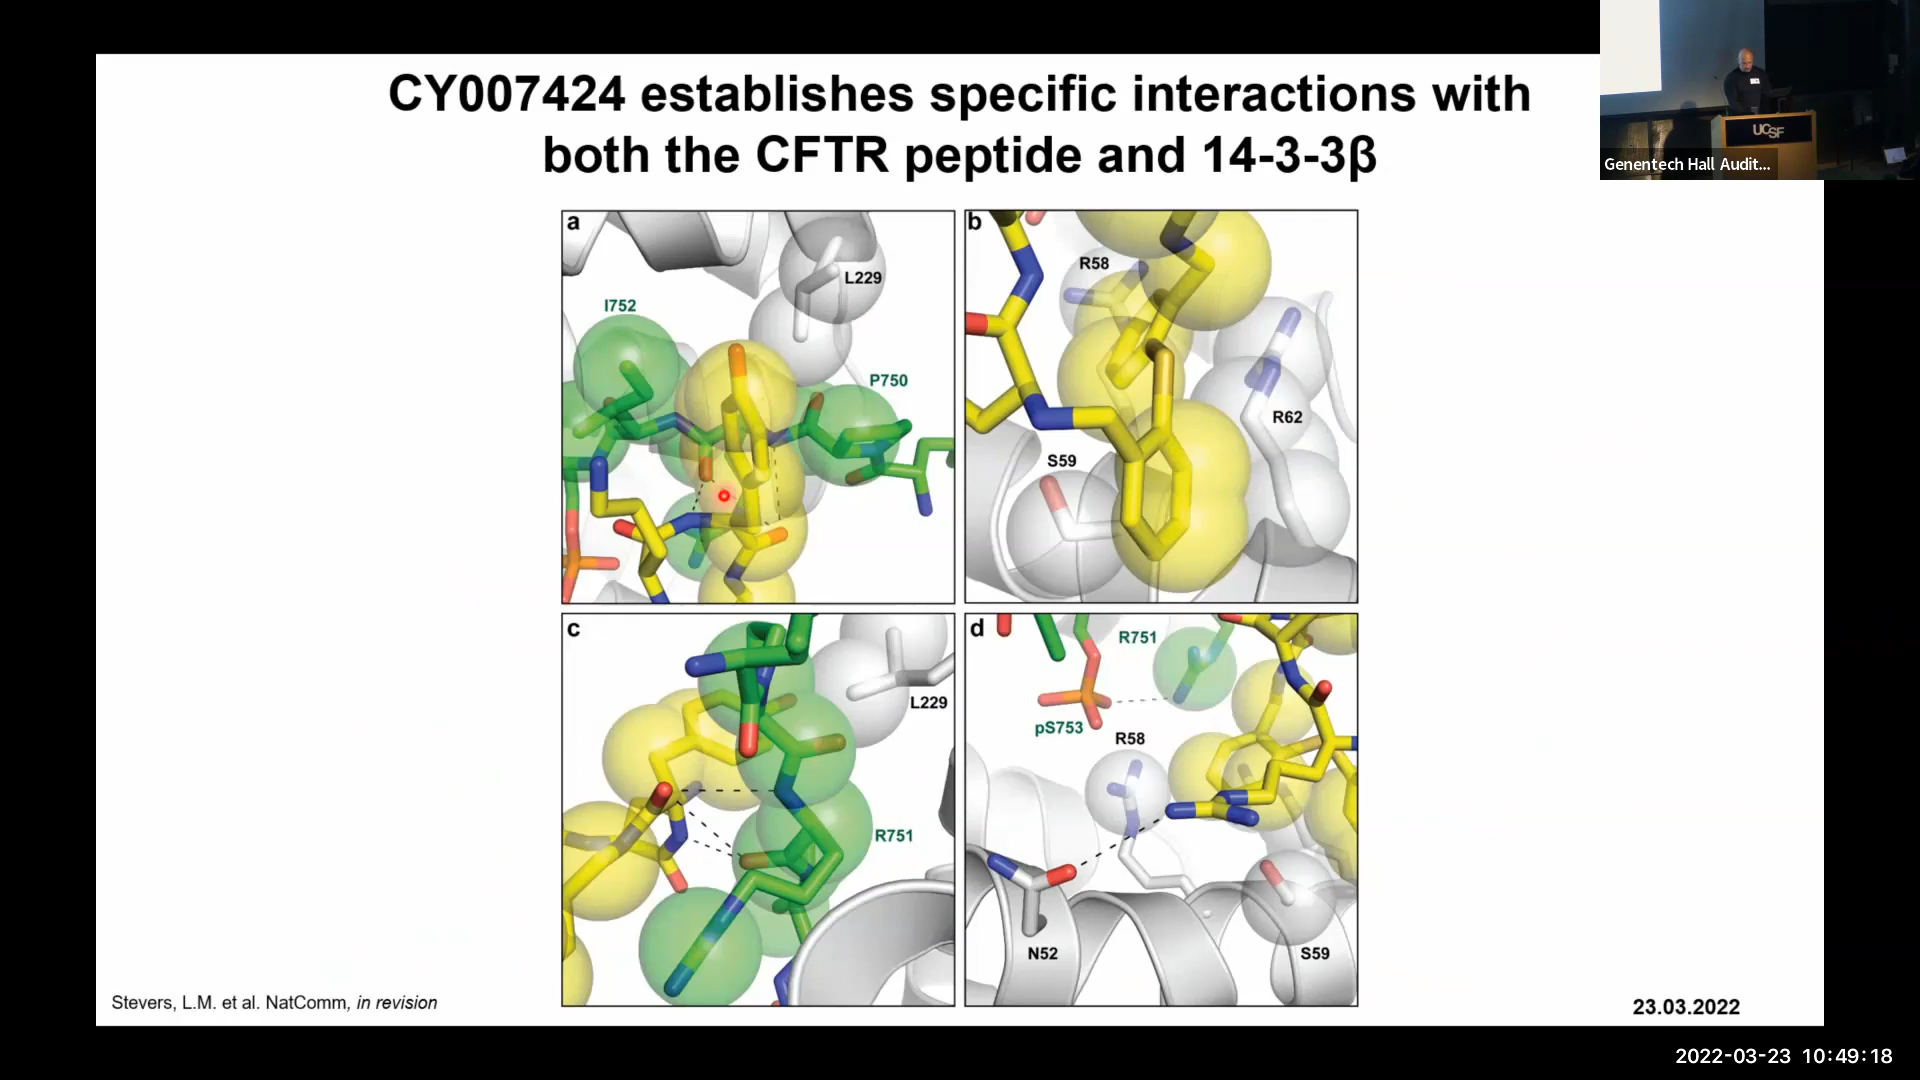 CY007424 establishes specific interactions with
both the CFTR peptide and 14-3-3β
UCSF
Genentech Hall Audit...
a
L229
I752
P750
b
R58
R62
S59
c
L229
R751
d
R751
pS753
R58
N52
S59
Stevers, L.M. et al. NatComm, in revision
23.03.2022
2022-03-23 10:49:18